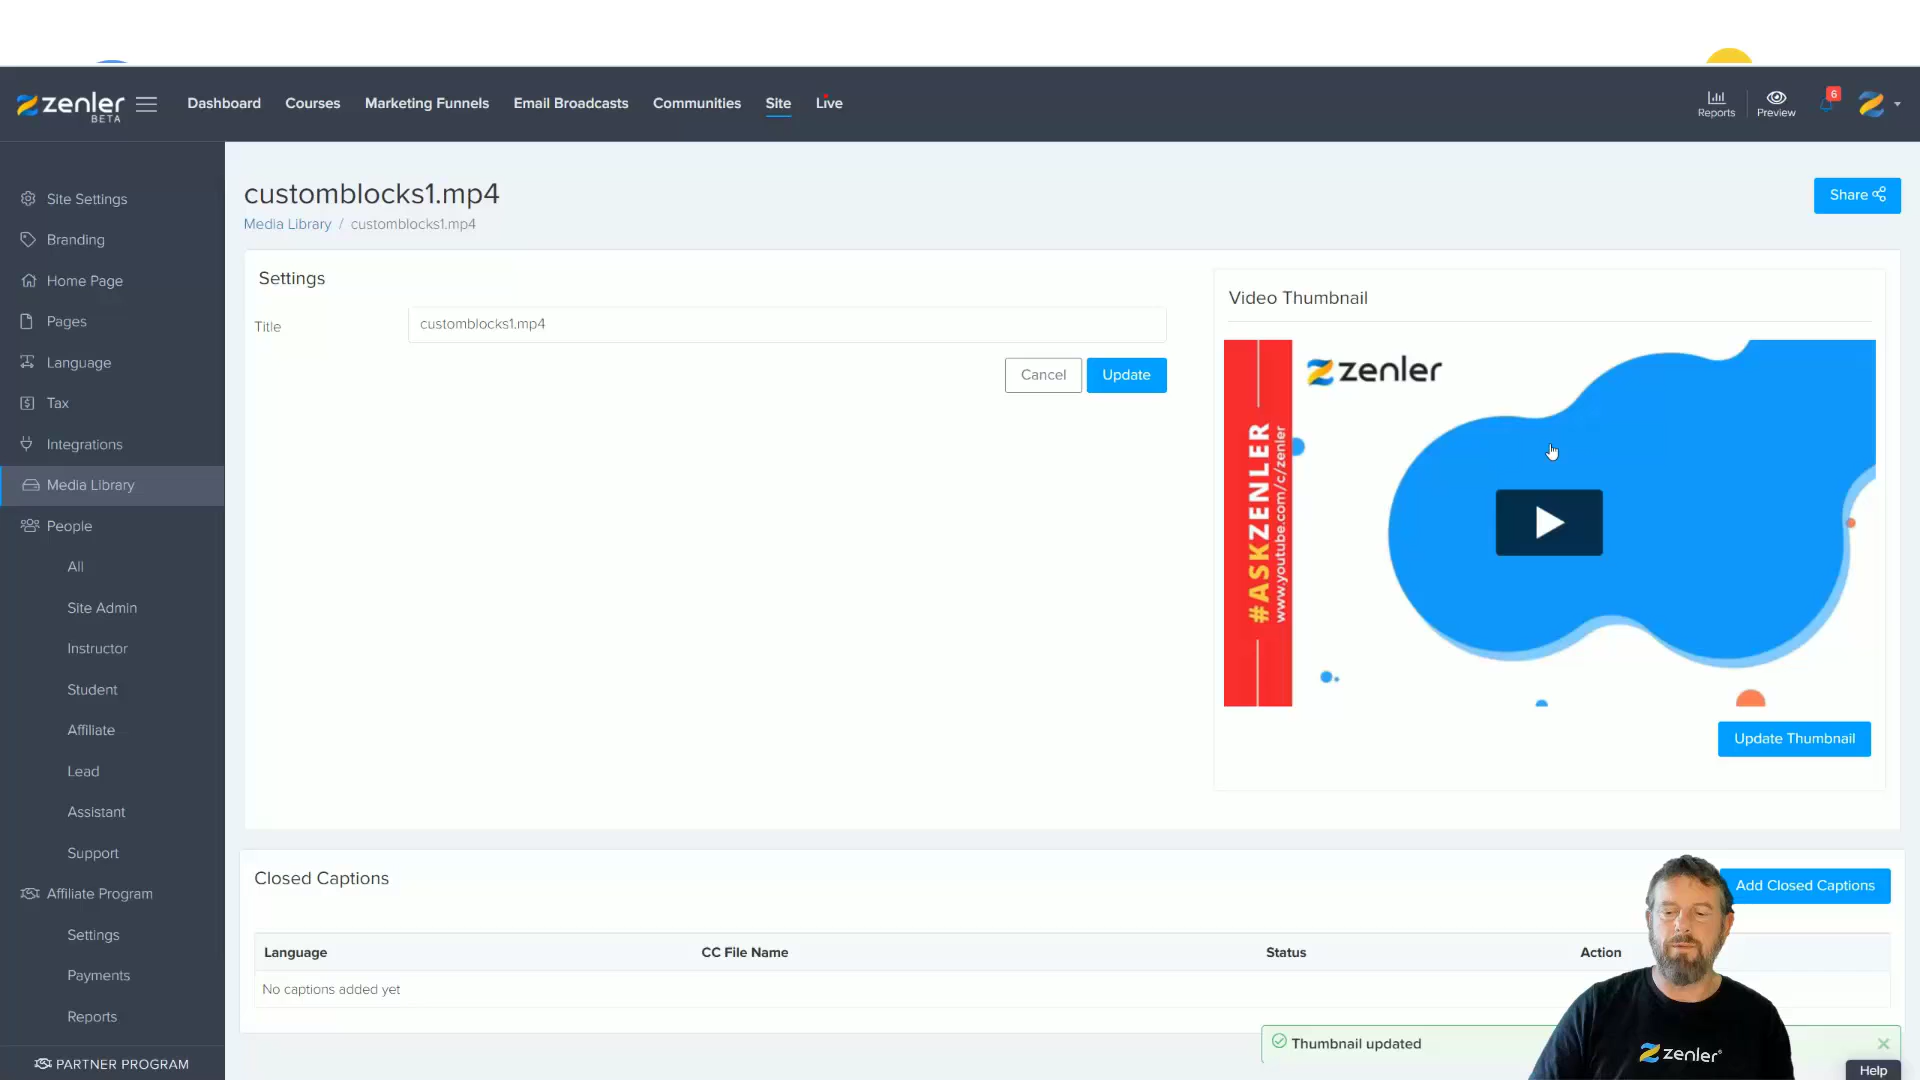 zenler
BETA
Dashboard
Courses
Marketing Funnels
Email Broadcasts
Communities
Site
Live
Reports
Preview
6
Site Settings
Branding
Home Page
Pages
Language
Tax
Integrations
Media Library
People
All
Site Admin
Instructor
Student
Affiliate
Lead
Assistant
Support
Affiliate Program
Settings
Payments
Reports
PARTNER PROGRAM
customblocks1.mp4
Media Library / customblocks1.mp4
Share
Settings
Title
customblocks1.mp4
Cancel
Update
Video Thumbnail
#ASKZENLER
www.youtube.com/c/zenler
zenler
Update Thumbnail
Closed Captions
Add Closed Captions
Language
CC File Name
Status
Action
No captions added yet
Thumbnail updated
zenler
Help